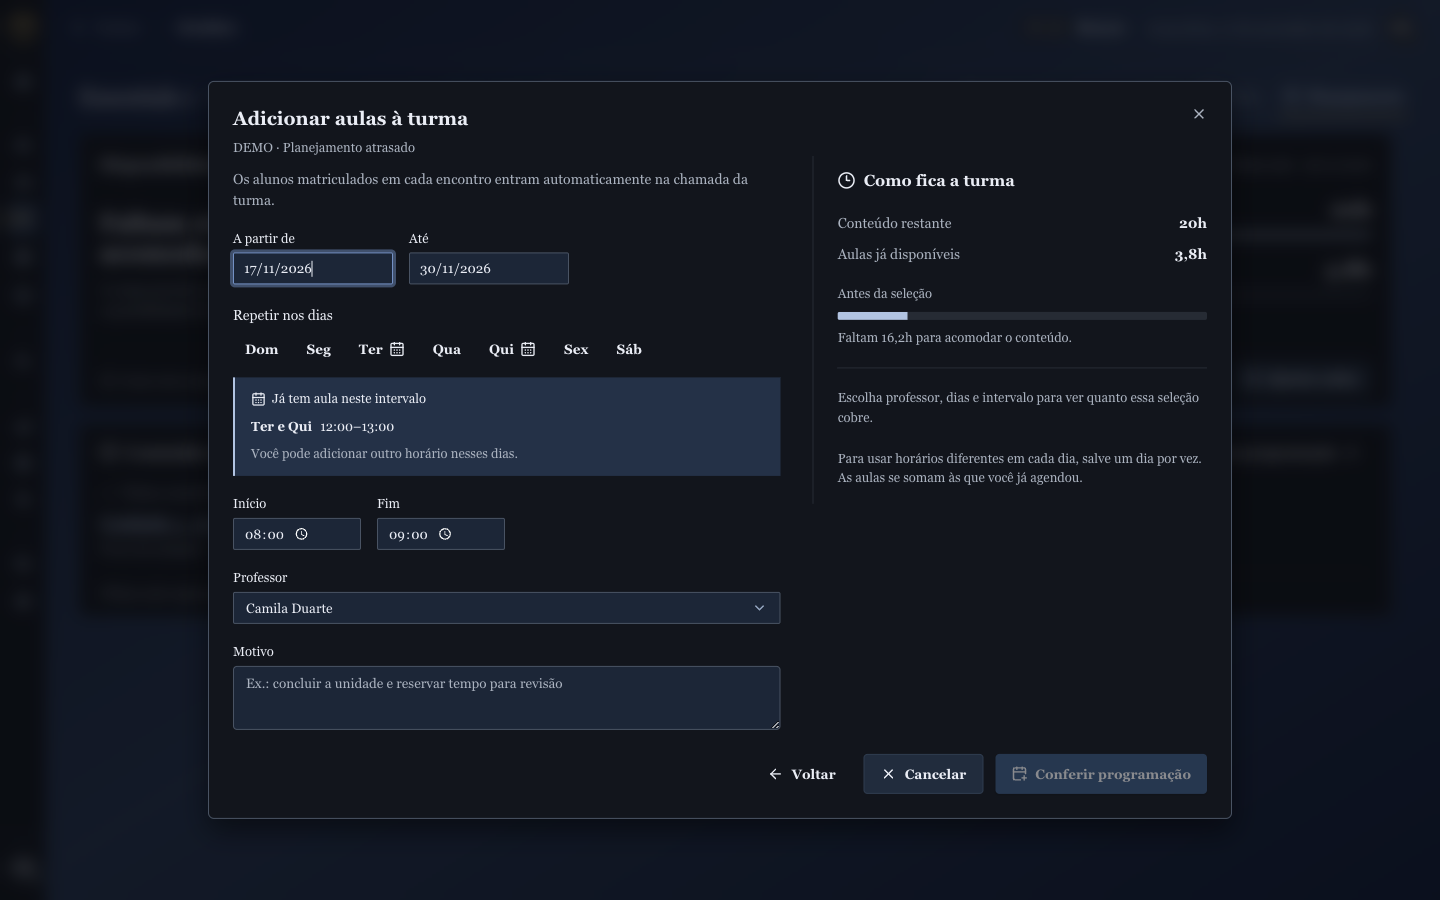 Adicionar aulas à turma
DEMO · Planejamento atrasado
Os alunos matriculados em cada encontro entram automaticamente na chamada da
turma.
A partir de
Até
17/11/2026
30/11/2026
Repetir nos dias
Dom Seg Ter Qua Qui Sex Sáb
Já tem aula neste intervalo
Ter e Qui 12:00–13:00
Você pode adicionar outro horário nesses dias.
Início
Fim
08:00
09:00
Professor
Camila Duarte
Motivo
Ex.: concluir a unidade e reservar tempo para revisão
Como fica a turma
Conteúdo restante 20h
Aulas já disponíveis 3,8h
Antes da seleção
Faltam 16,2h para acomodar o conteúdo.
Escolha professor, dias e intervalo para ver quanto essa seleção
cobre.
Para usar horários diferentes em cada dia, salve um dia por vez.
As aulas se somam às que você já agendou.
Voltar
Cancelar
Conferir programação